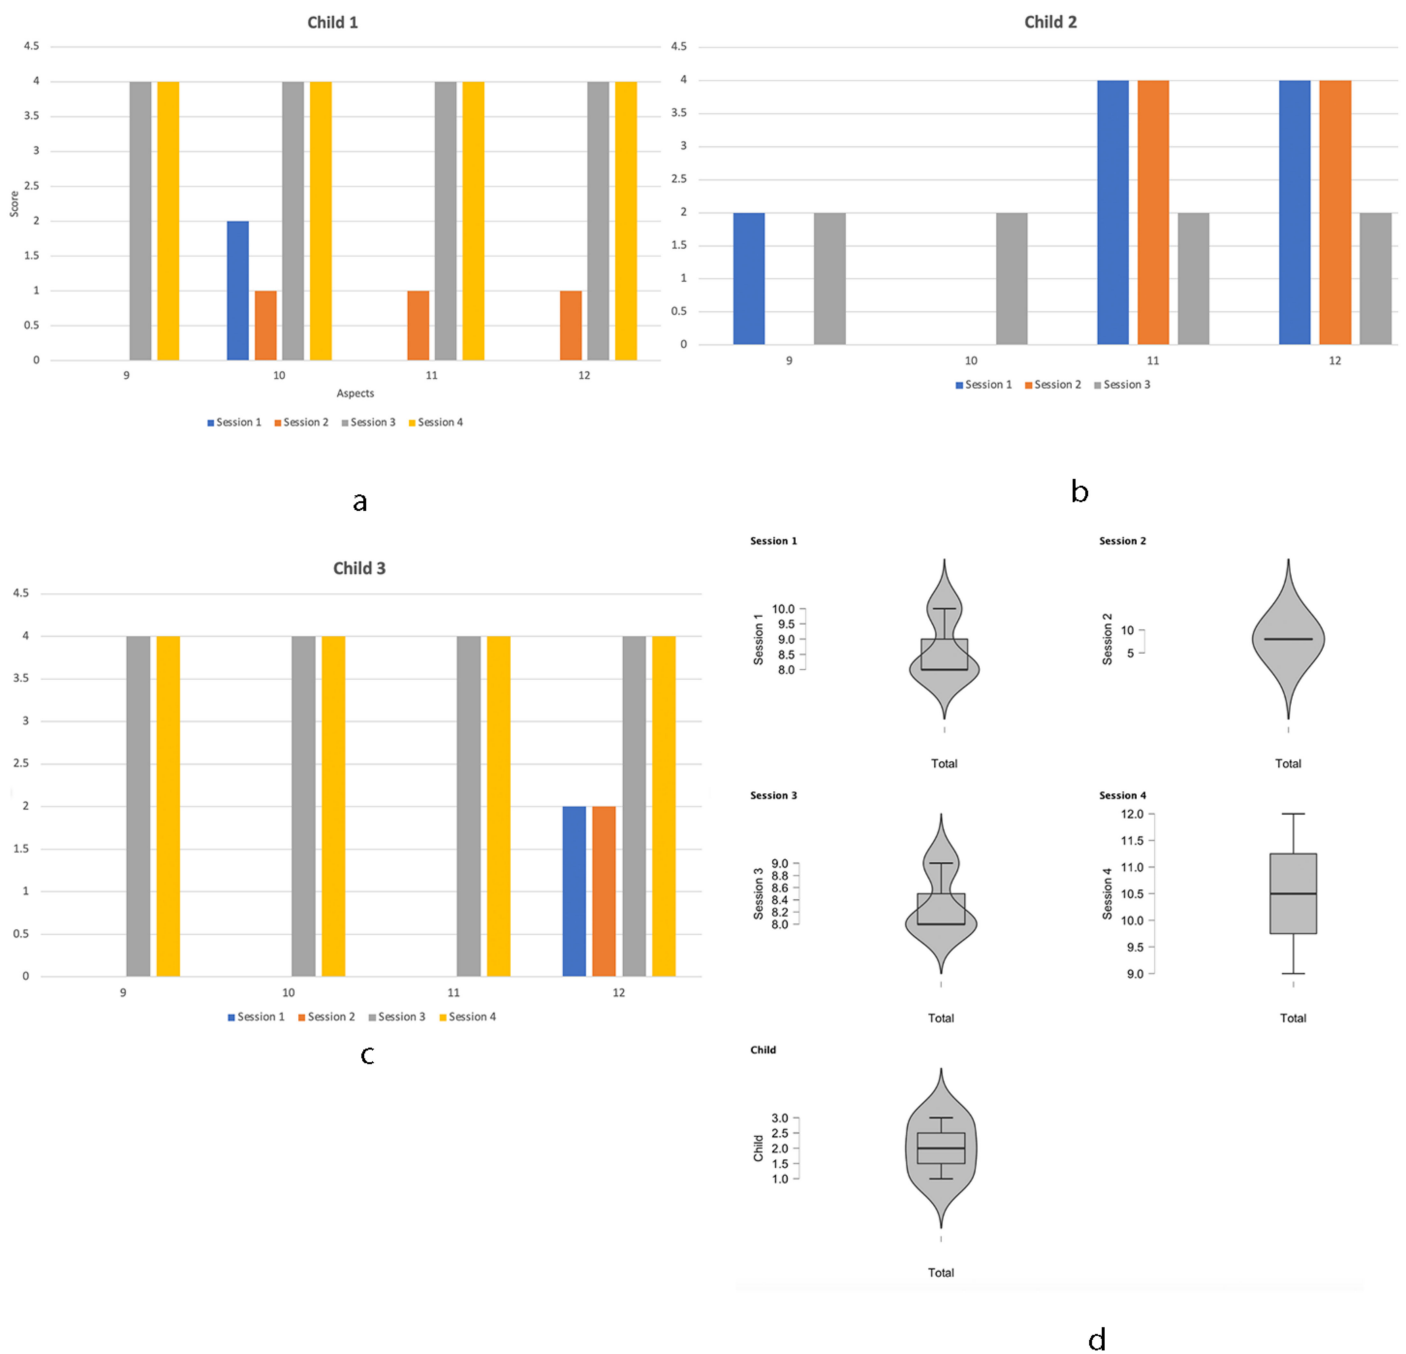 Child 1
4.5
4
3.5
3
2.5
2
1.5
1
0.5
0
Score
9 10 11 12
Aspects
Session 1 Session 2 Session 3 Session 4
a
Child 2
4.5
4
3.5
3
2.5
2
1.5
1
0.5
0
9 10 11 12
Session 1 Session 2 Session 3
b
Child 3
4.5
4
3.5
3
2.5
2
1.5
1
0.5
0
9 10 11 12
Session 1 Session 2 Session 3 Session 4
c
Session 1
Session 1
10.0
9.5
9.0
8.5
8.0
Total
Session 2
Session 2
10
5
Total
Session 3
Session 3
9.0
8.8
8.6
8.4
8.2
8.0
Total
Session 4
Session 4
12.0
11.5
11.0
10.5
10.0
9.5
9.0
Total
Child
Child
3.0
2.5
2.0
1.5
1.0
Total
d